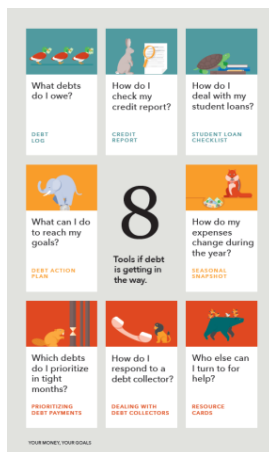 What debts
do I owe?
DEBT
LOG
How do I
check my
credit report?
CREDIT
REPORT
How do I
deal with my
student loans?
STUDENT LOAN
CHECKLIST
What can I do
to reach my
goals?
DEBT ACTION
PLAN
8
Tools if debt
is getting in
the way.
How do my
expenses
change during
the year?
SEASONAL
SNAPSHOT
Which debts
do I prioritize
in tight
months?
PRIORITIZING
DEBT PAYMENTS
How do I
respond to a
debt collector?
DEALING WITH
DEBT COLLECTORS
Who else can
I turn to for
help?
RESOURCE
CARDS
YOUR MONEY, YOUR GOALS